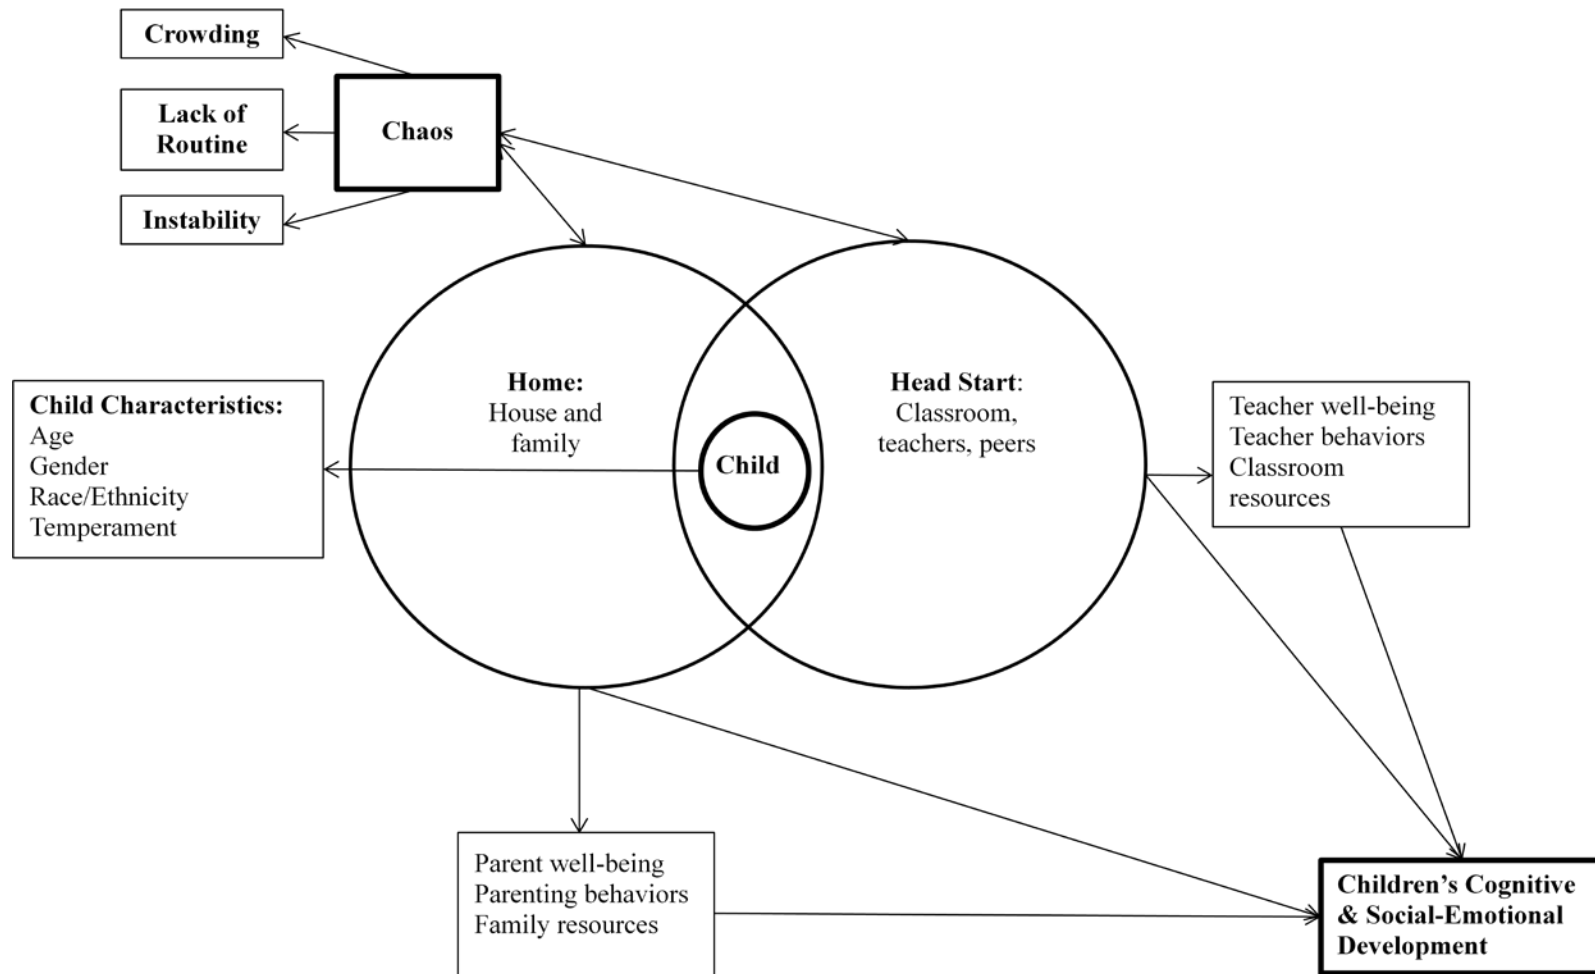 Crowding
Lack of
Routine
Chaos
Instability
Home:
House and
family
Head Start:
Classroom,
teachers, peers
Child Characteristics:
Age
Gender
Race/Ethnicity
Temperament
Child
Teacher well-being
Teacher behaviors
Classroom
resources
Parent well-being
Parenting behaviors
Family resources
Children’s Cognitive
& Social-Emotional
Development